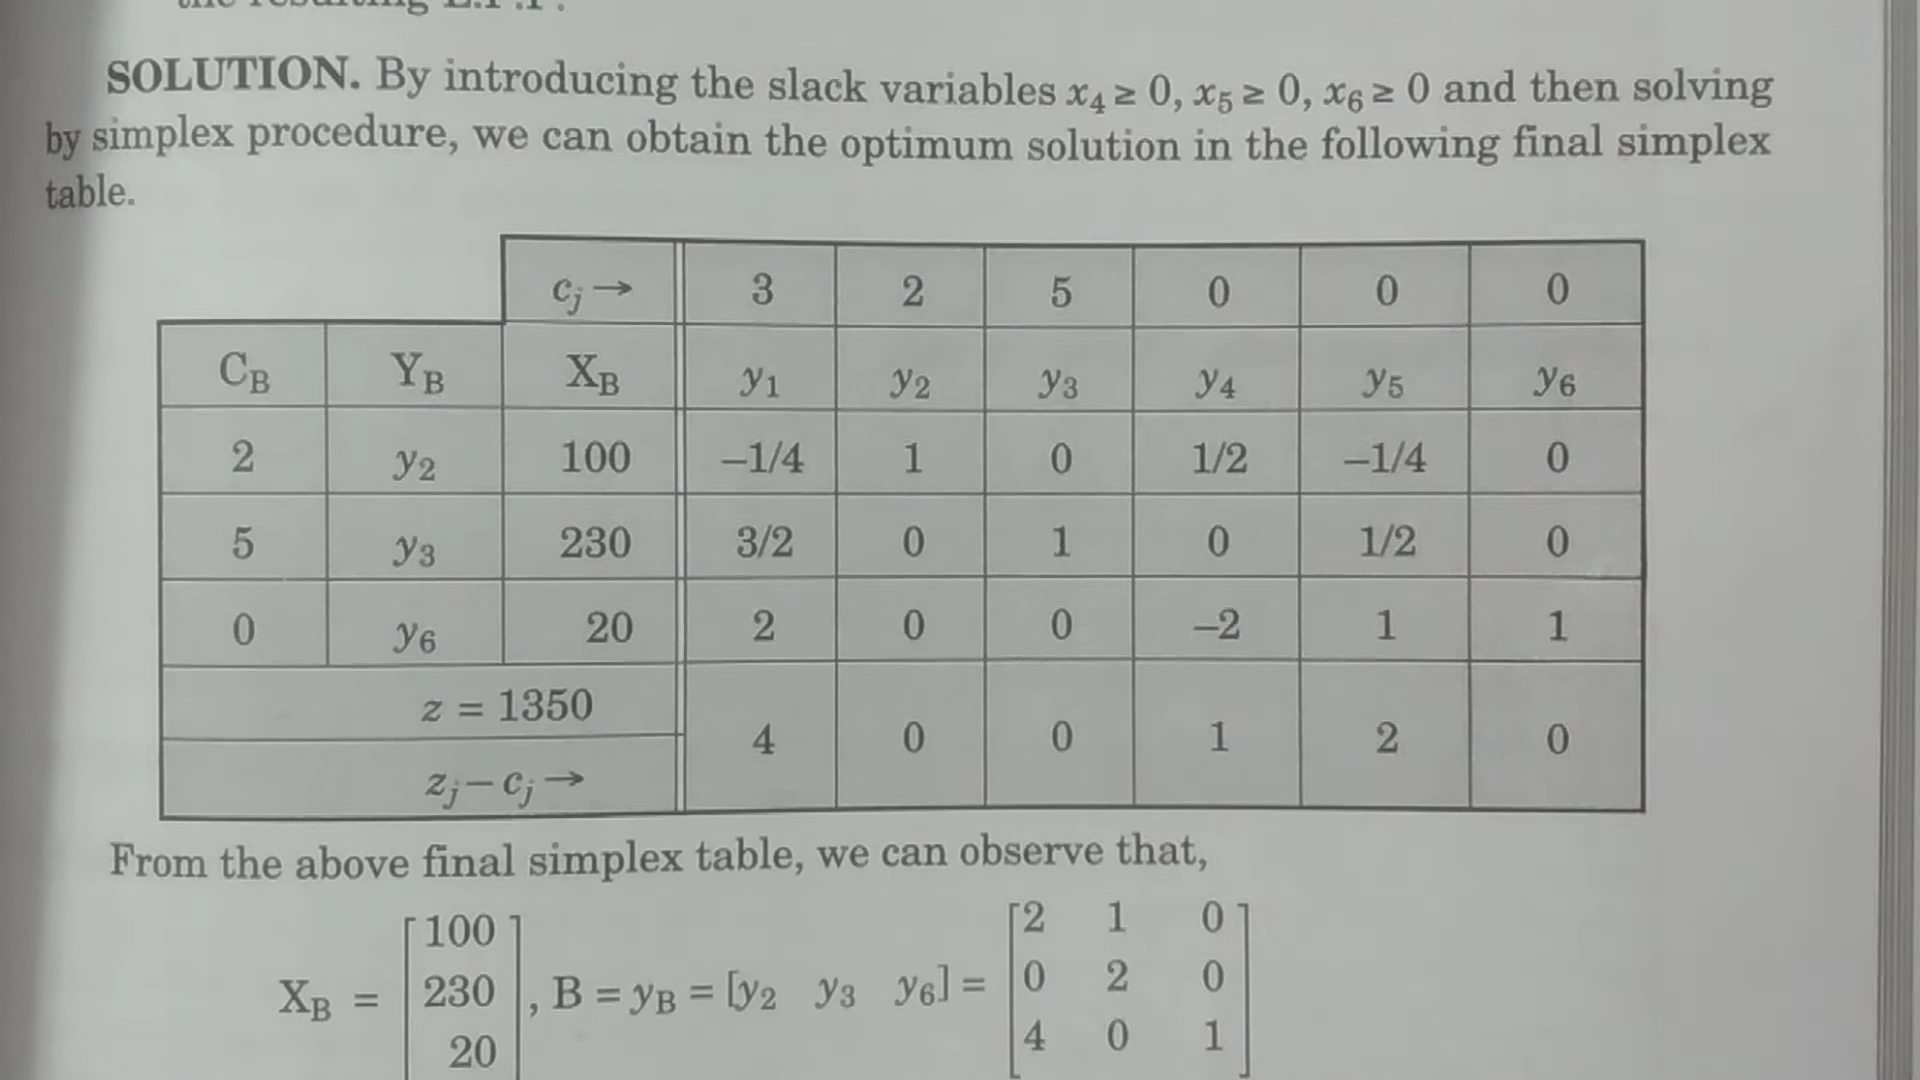 the resulting L.P.P.
SOLUTION. By introducing the slack variables x₄ ≥ 0, x₅ ≥ 0, x₆ ≥ 0 and then solving
by simplex procedure, we can obtain the optimum solution in the following final simplex
table.
cⱼ → 3 2 5 0 0 0
C_B Y_B X_B y₁ y₂ y₃ y₄ y₅ y₆
2 y₂ 100 –1/4 1 0 1/2 –1/4 0
5 y₃ 230 3/2 0 1 0 1/2 0
0 y₆ 20 2 0 0 –2 1 1
z = 1350
zⱼ – cⱼ → 4 0 0 1 2 0
From the above final simplex table, we can observe that,
[100 [2 1 0]
X_B = 230 , B = y_B = [y₂ y₃ y₆] = 0 2 0
20] 4 0 1]